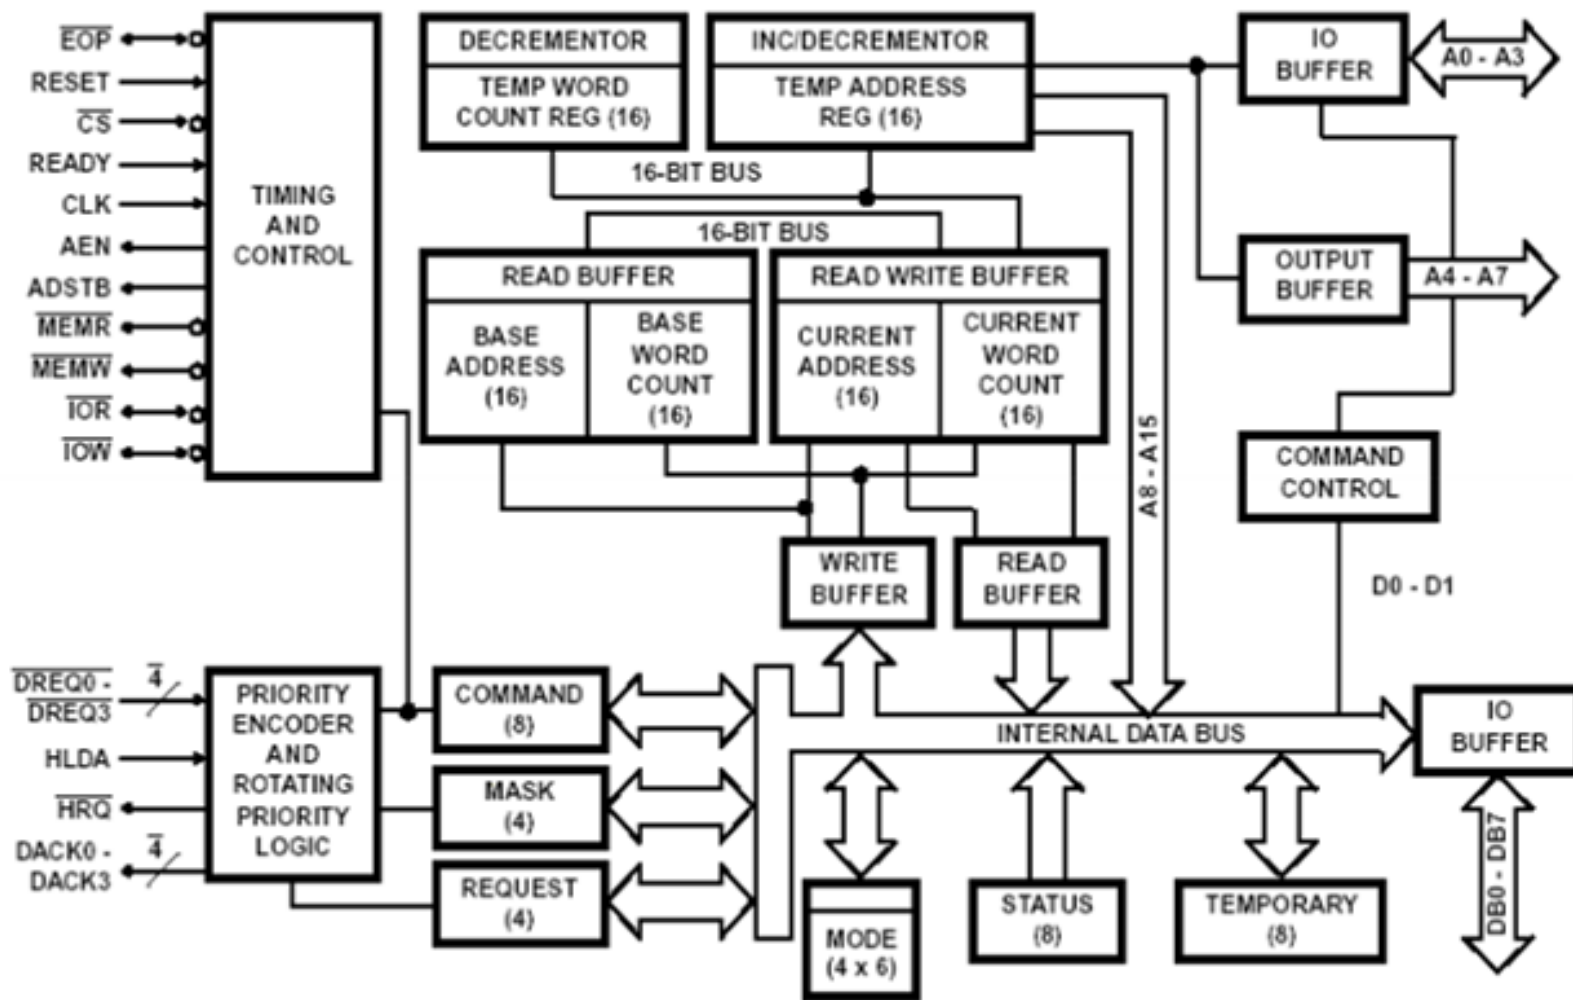 EOP
RESET
CS
READY
CLK
AEN
ADSTB
MEMR
MEMW
IOR
IOW
TIMING
AND
CONTROL
DECREMENTOR
TEMP WORD
COUNT REG (16)
INC/DECREMENTOR
TEMP ADDRESS
REG (16)
16-BIT BUS
16-BIT BUS
READ BUFFER
BASE
ADDRESS
(16)
BASE
WORD
COUNT
(16)
READ WRITE BUFFER
CURRENT
ADDRESS
(16)
CURRENT
WORD
COUNT
(16)
IO
BUFFER
A0 - A3
OUTPUT
BUFFER
A4 - A7
A8 - A15
COMMAND
CONTROL
D0 - D1
WRITE
BUFFER
READ
BUFFER
DREQ0 -
DREQ3
4
HLDA
HRQ
DACK0 -
DACK3
4
PRIORITY
ENCODER
AND
ROTATING
PRIORITY
LOGIC
COMMAND
(8)
MASK
(4)
REQUEST
(4)
INTERNAL DATA BUS
IO
BUFFER
DB0 - DB7
MODE
(4 x 6)
STATUS
(8)
TEMPORARY
(8)